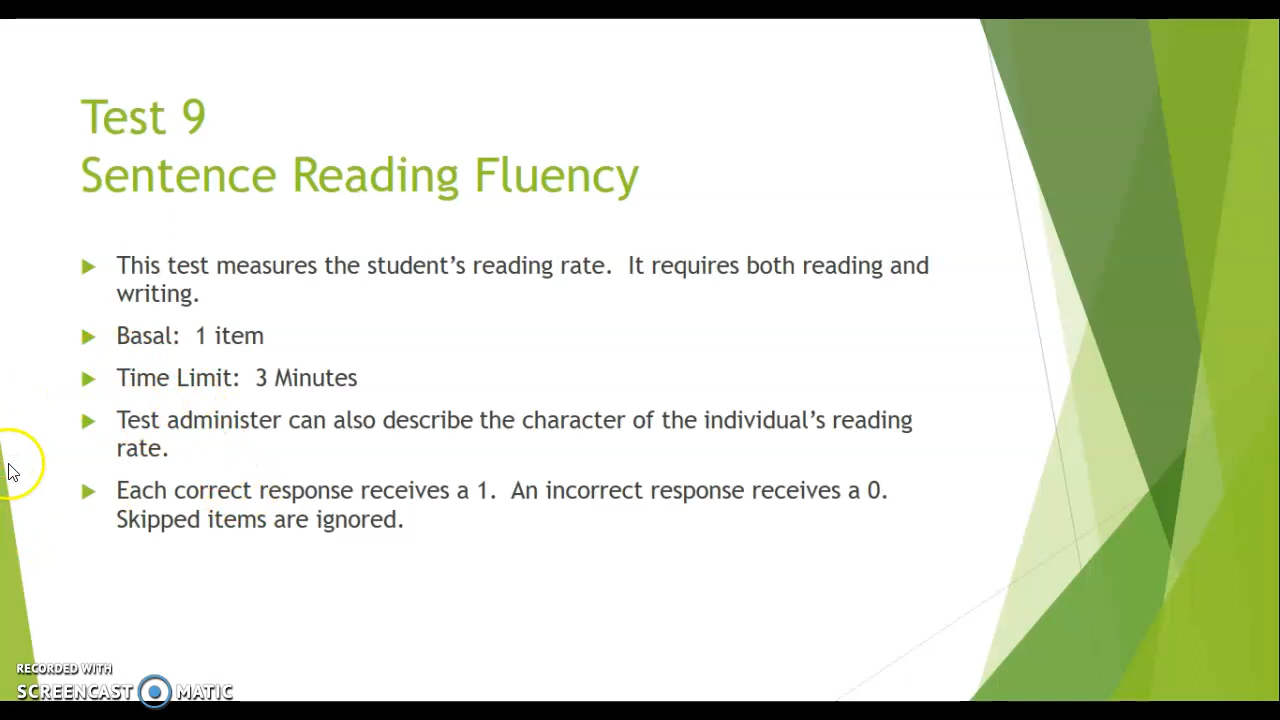 Test 9
Sentence Reading Fluency
This test measures the student’s reading rate.  It requires both reading and
writing.
Basal:  1 item
Time Limit:  3 Minutes
Test administer can also describe the character of the individual’s reading
rate.
Each correct response receives a 1.  An incorrect response receives a 0.
Skipped items are ignored.
RECORDED WITH
SCREENCAST MATIC